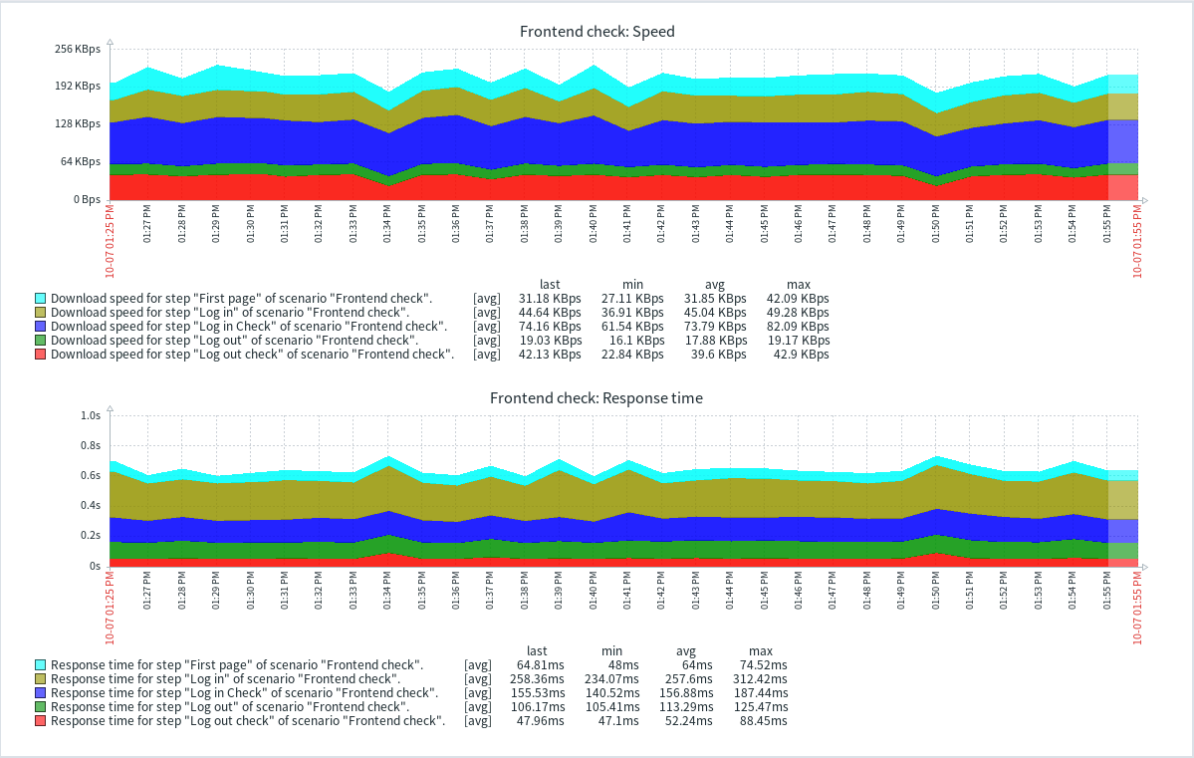 Frontend check: Speed
256 KBps
192 KBps
128 KBps
64 KBps
0 Bps
10-07 01:25 PM
01:27 PM
01:28 PM
01:29 PM
01:30 PM
01:31 PM
01:32 PM
01:33 PM
01:34 PM
01:35 PM
01:36 PM
01:37 PM
01:38 PM
01:39 PM
01:40 PM
01:41 PM
01:42 PM
01:43 PM
01:44 PM
01:45 PM
01:46 PM
01:47 PM
01:48 PM
01:49 PM
01:50 PM
01:51 PM
01:52 PM
01:53 PM
01:54 PM
01:55 PM
10-07 01:55 PM
last min avg max
Download speed for step "First page" of scenario "Frontend check". [avg] 31.18 KBps 27.11 KBps 31.85 KBps 42.09 KBps
Download speed for step "Log in" of scenario "Frontend check". [avg] 44.64 KBps 36.91 KBps 45.04 KBps 49.28 KBps
Download speed for step "Log in Check" of scenario "Frontend check". [avg] 74.16 KBps 61.54 KBps 73.79 KBps 82.09 KBps
Download speed for step "Log out" of scenario "Frontend check". [avg] 19.03 KBps 16.1 KBps 17.88 KBps 19.17 KBps
Download speed for step "Log out check" of scenario "Frontend check". [avg] 42.13 KBps 22.84 KBps 39.6 KBps 42.9 KBps
Frontend check: Response time
1.0s
0.8s
0.6s
0.4s
0.2s
0s
10-07 01:25 PM
01:27 PM
01:28 PM
01:29 PM
01:30 PM
01:31 PM
01:32 PM
01:33 PM
01:34 PM
01:35 PM
01:36 PM
01:37 PM
01:38 PM
01:39 PM
01:40 PM
01:41 PM
01:42 PM
01:43 PM
01:44 PM
01:45 PM
01:46 PM
01:47 PM
01:48 PM
01:49 PM
01:50 PM
01:51 PM
01:52 PM
01:53 PM
01:54 PM
01:55 PM
10-07 01:55 PM
last min avg max
Response time for step "First page" of scenario "Frontend check". [avg] 64.81ms 48ms 64ms 74.52ms
Response time for step "Log in" of scenario "Frontend check". [avg] 258.36ms 234.07ms 257.6ms 312.42ms
Response time for step "Log in Check" of scenario "Frontend check". [avg] 155.53ms 140.52ms 156.88ms 187.44ms
Response time for step "Log out" of scenario "Frontend check". [avg] 106.17ms 105.41ms 113.29ms 125.47ms
Response time for step "Log out check" of scenario "Frontend check". [avg] 47.96ms 47.1ms 52.24ms 88.45ms